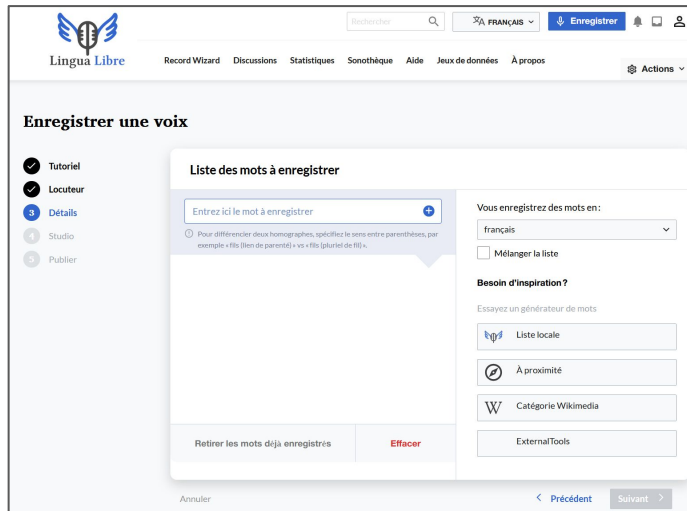 Lingua Libre
Rechercher
FRANÇAIS
Enregistrer
Record Wizard Discussions Statistiques Sonothèque Aide Jeux de données À propos
Actions
Enregistrer une voix
Tutoriel
Locuteur
3 Détails
4 Studio
5 Publier
Liste des mots à enregistrer
Entrez ici le mot à enregistrer
Pour différencier deux homographes, spécifiez le sens entre parenthèses, par
exemple « fils (lien de parenté) » vs « fils (pluriel de fil) ».
Retirer les mots déjà enregistrés
Effacer
Vous enregistrez des mots en :
français
Mélanger la liste
Besoin d'inspiration ?
Essayez un générateur de mots
Liste locale
À proximité
W Catégorie Wikimedia
ExternalTools
Annuler
Précédent
Suivant